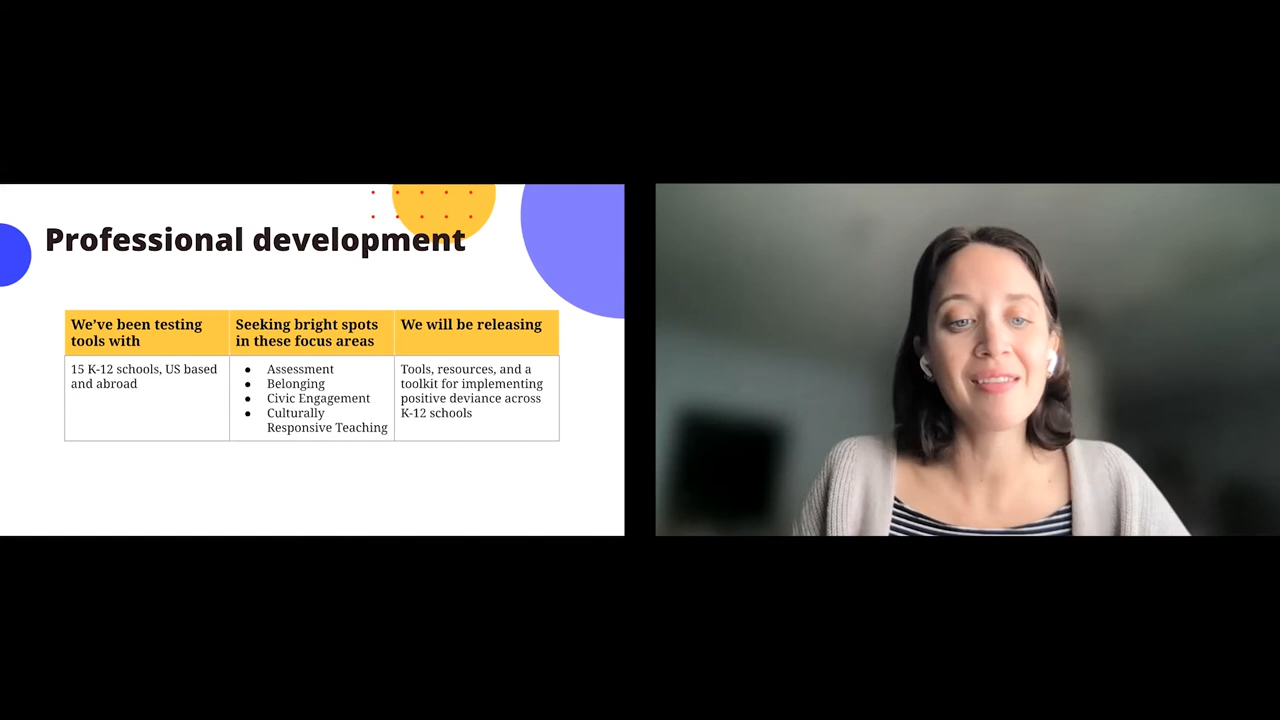 Professional development
We’ve been testing
tools with
Seeking bright spots
in these focus areas
We will be releasing
15 K-12 schools, US based
and abroad
● Assessment
● Belonging
● Civic Engagement
● Culturally
Responsive Teaching
Tools, resources, and a
toolkit for implementing
positive deviance across
K-12 schools